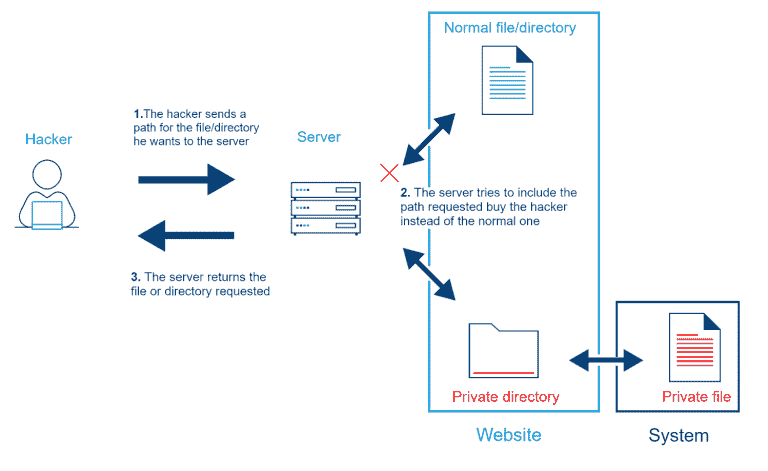 Normal file/directory
1.The hacker sends a
path for the file/directory
he wants to the server
Hacker
Server
2. The server tries to include the
path requested buy the hacker
instead of the normal one
3. The server returns the
file or directory requested
Private directory
Private file
Website
System